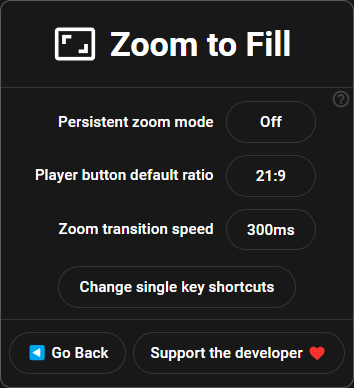 Zoom to Fill
Persistent zoom mode Off
Player button default ratio 21:9
Zoom transition speed 300ms
Change single key shortcuts
Go Back Support the developer